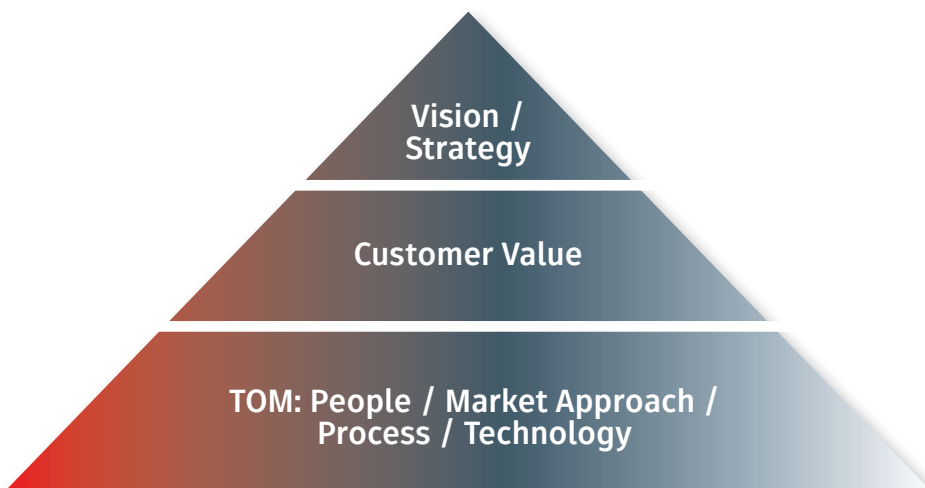 Vision /
Strategy
Customer Value
TOM: People / Market Approach /
Process / Technology